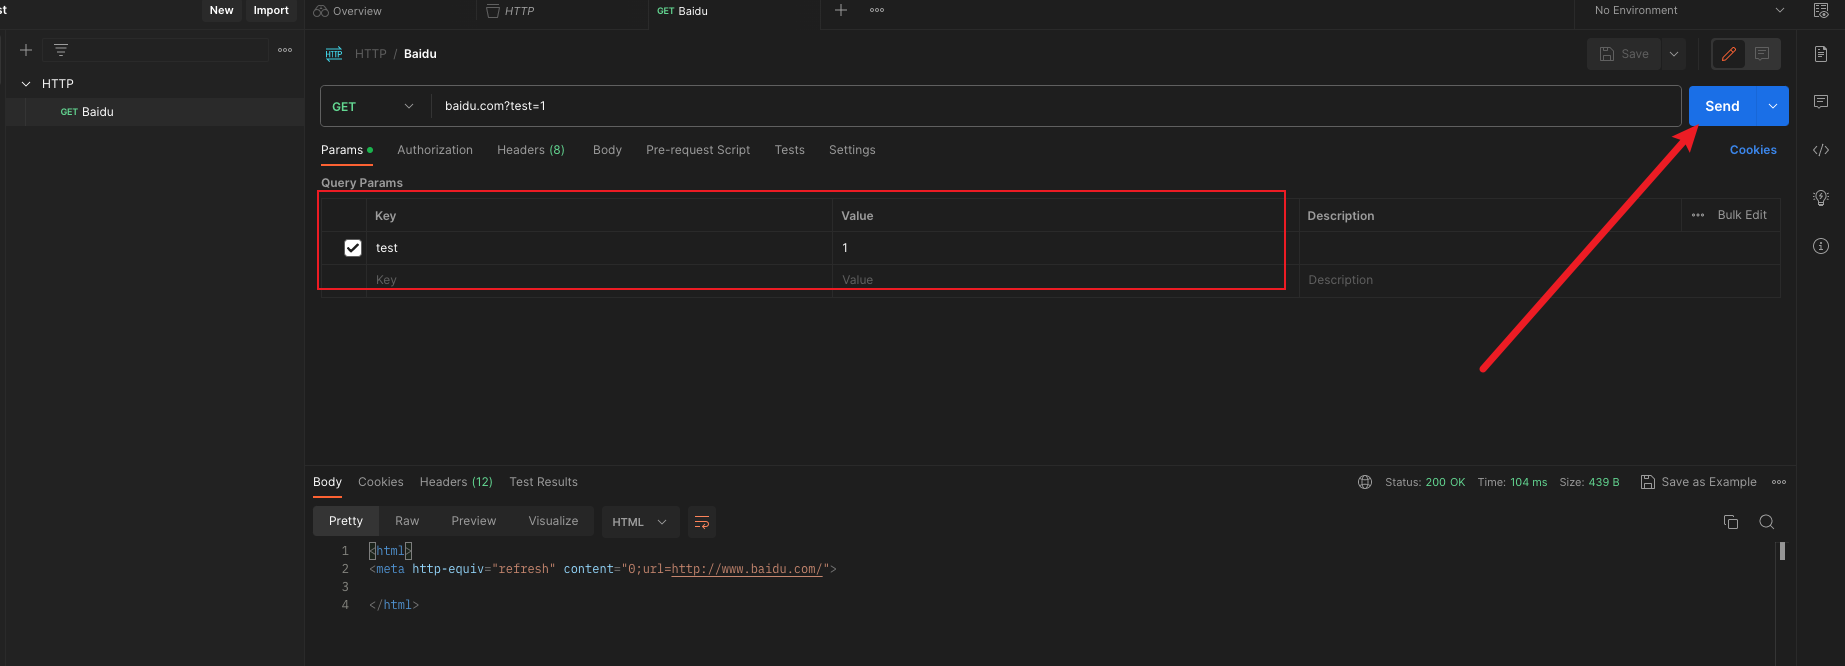 st
New
Import
Overview
HTTP
GET Baidu
No Environment
HTTP / Baidu
Save
HTTP
GET Baidu
GET
baidu.com?test=1
Send
Params
Authorization
Headers (8)
Body
Pre-request Script
Tests
Settings
Cookies
Query Params
Key
Value
Description
Bulk Edit
test
1
Key
Value
Description
Body
Cookies
Headers (12)
Test Results
Status: 200 OK
Time: 104 ms
Size: 439 B
Save as Example
Pretty
Raw
Preview
Visualize
HTML
1 <html>
2 <meta http-equiv="refresh" content="0;url=http://www.baidu.com/">
3
4 </html>